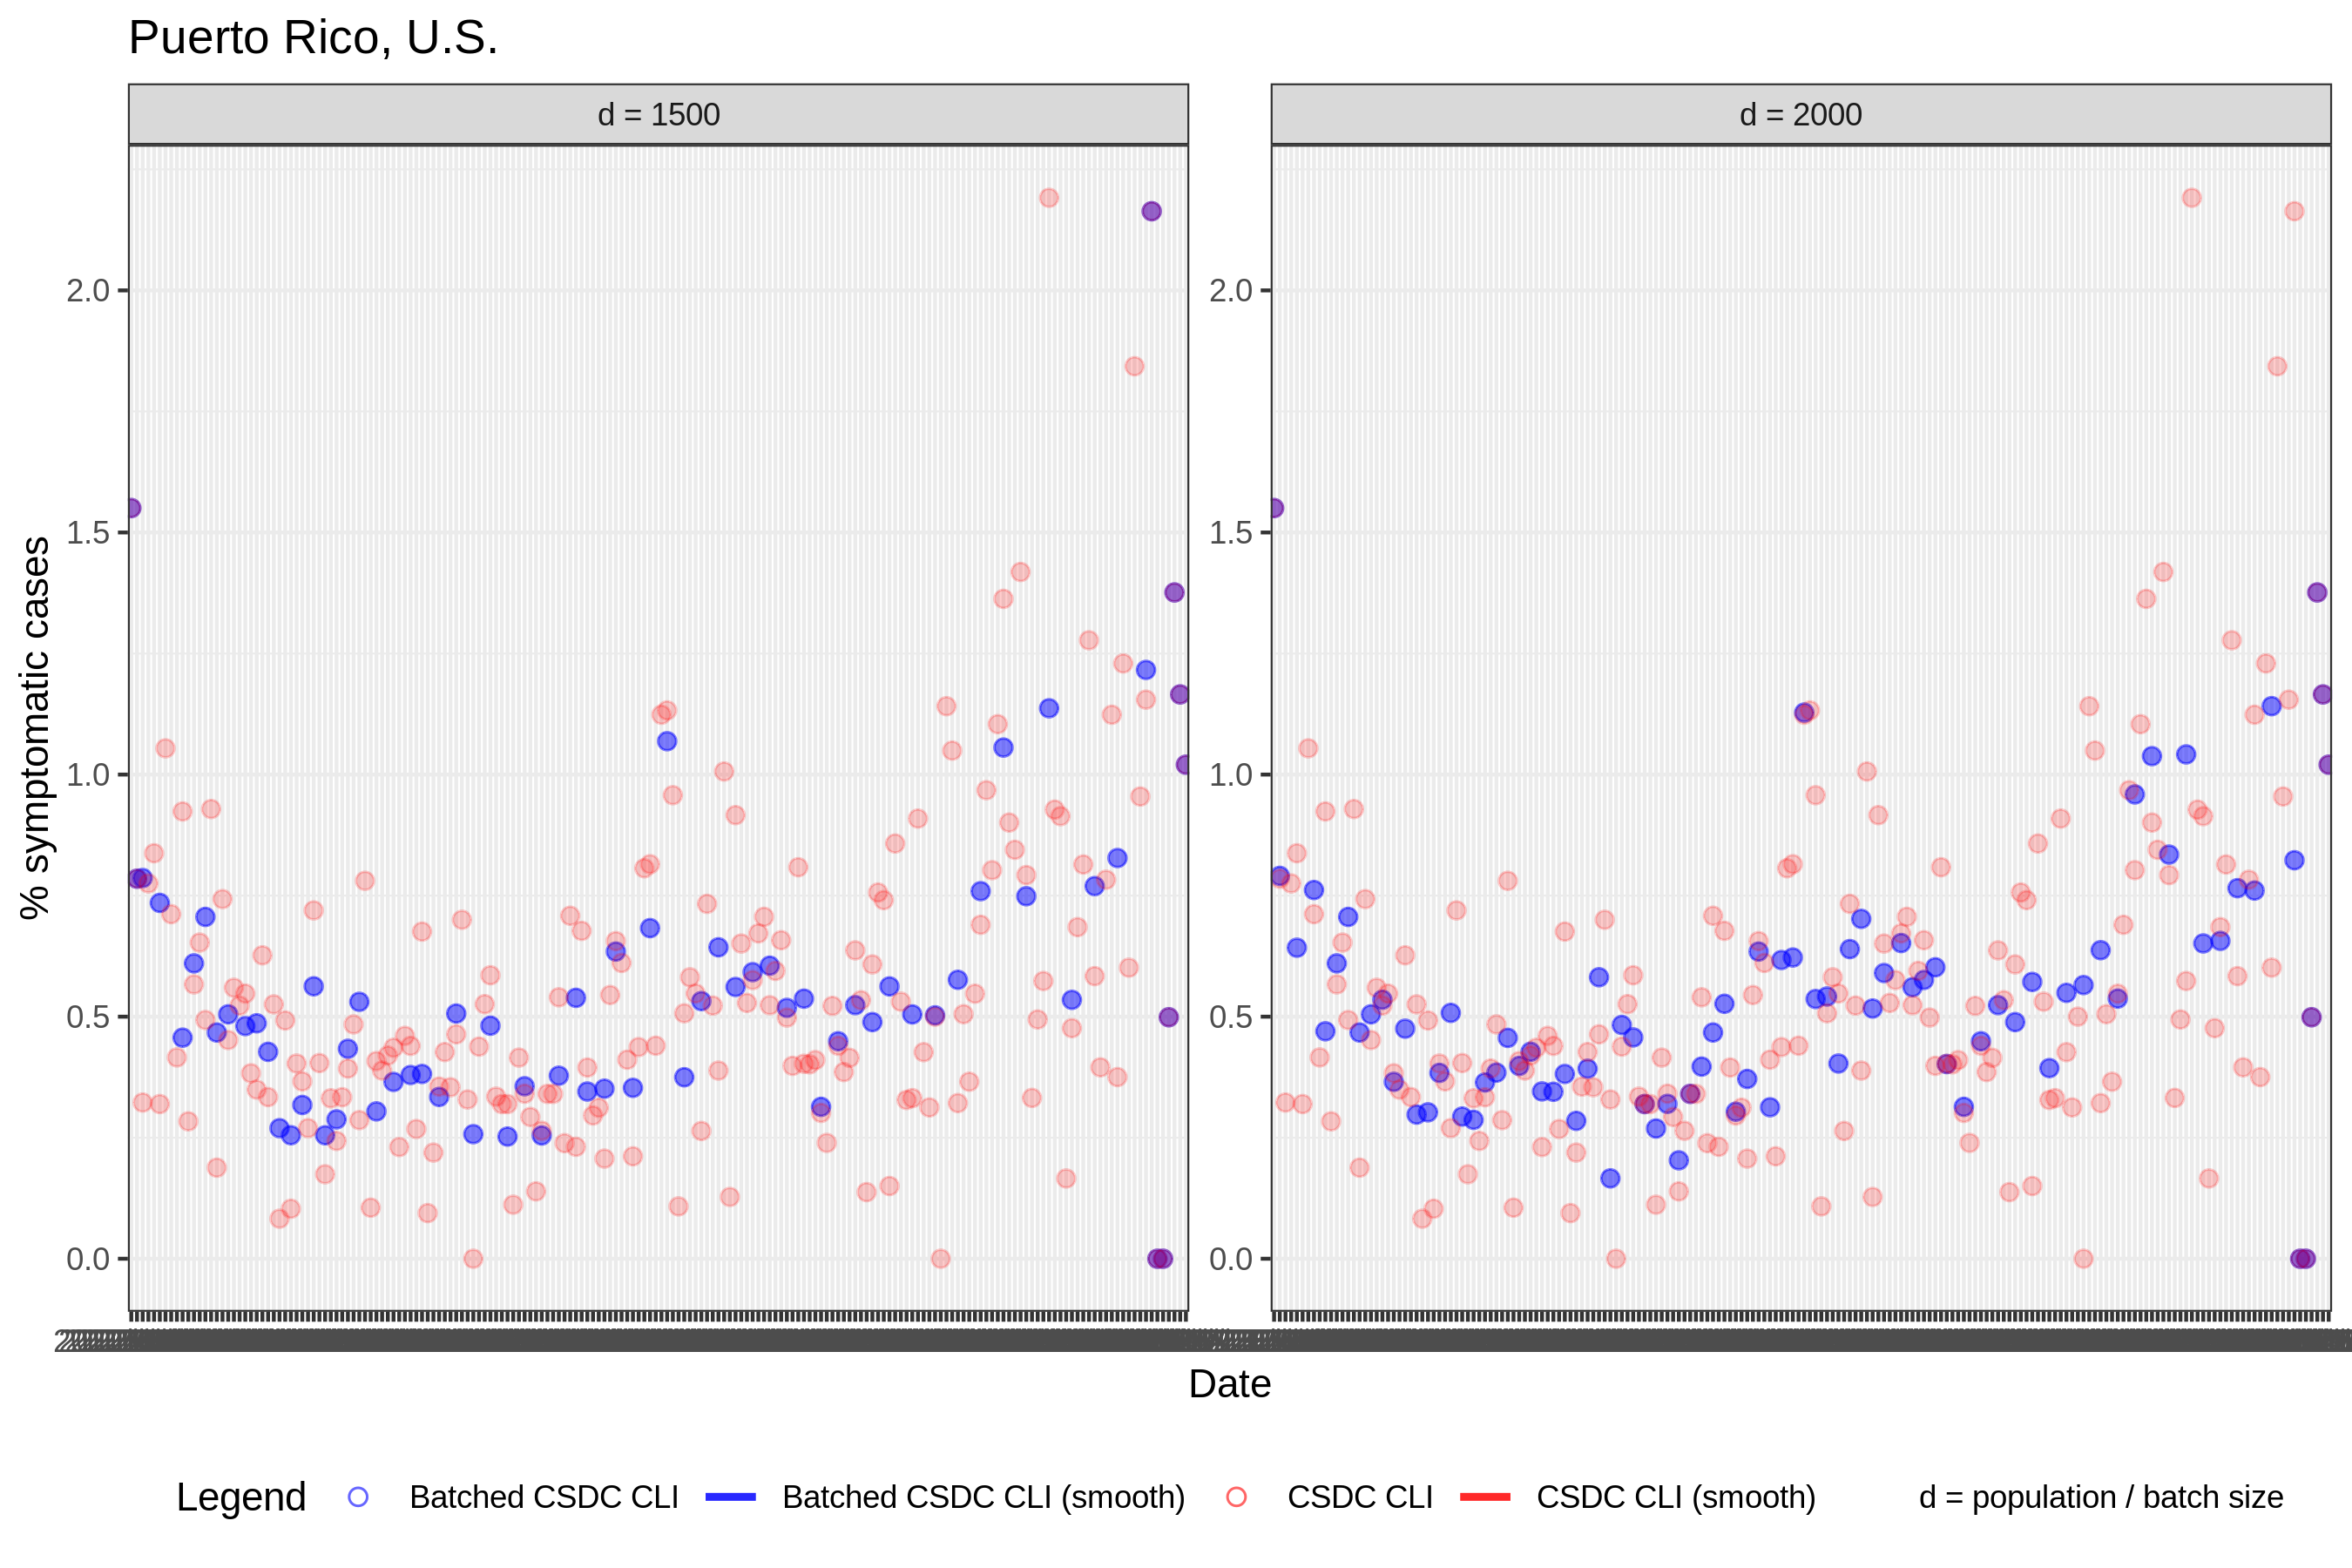 Puerto Rico, U.S.
d = 1500
d = 2000
% symptomatic cases
2.0
1.5
1.0
0.5
0.0
2.0
1.5
1.0
0.5
0.0
Date
Legend Batched CSDC CLI Batched CSDC CLI (smooth) CSDC CLI CSDC CLI (smooth) d = population / batch size